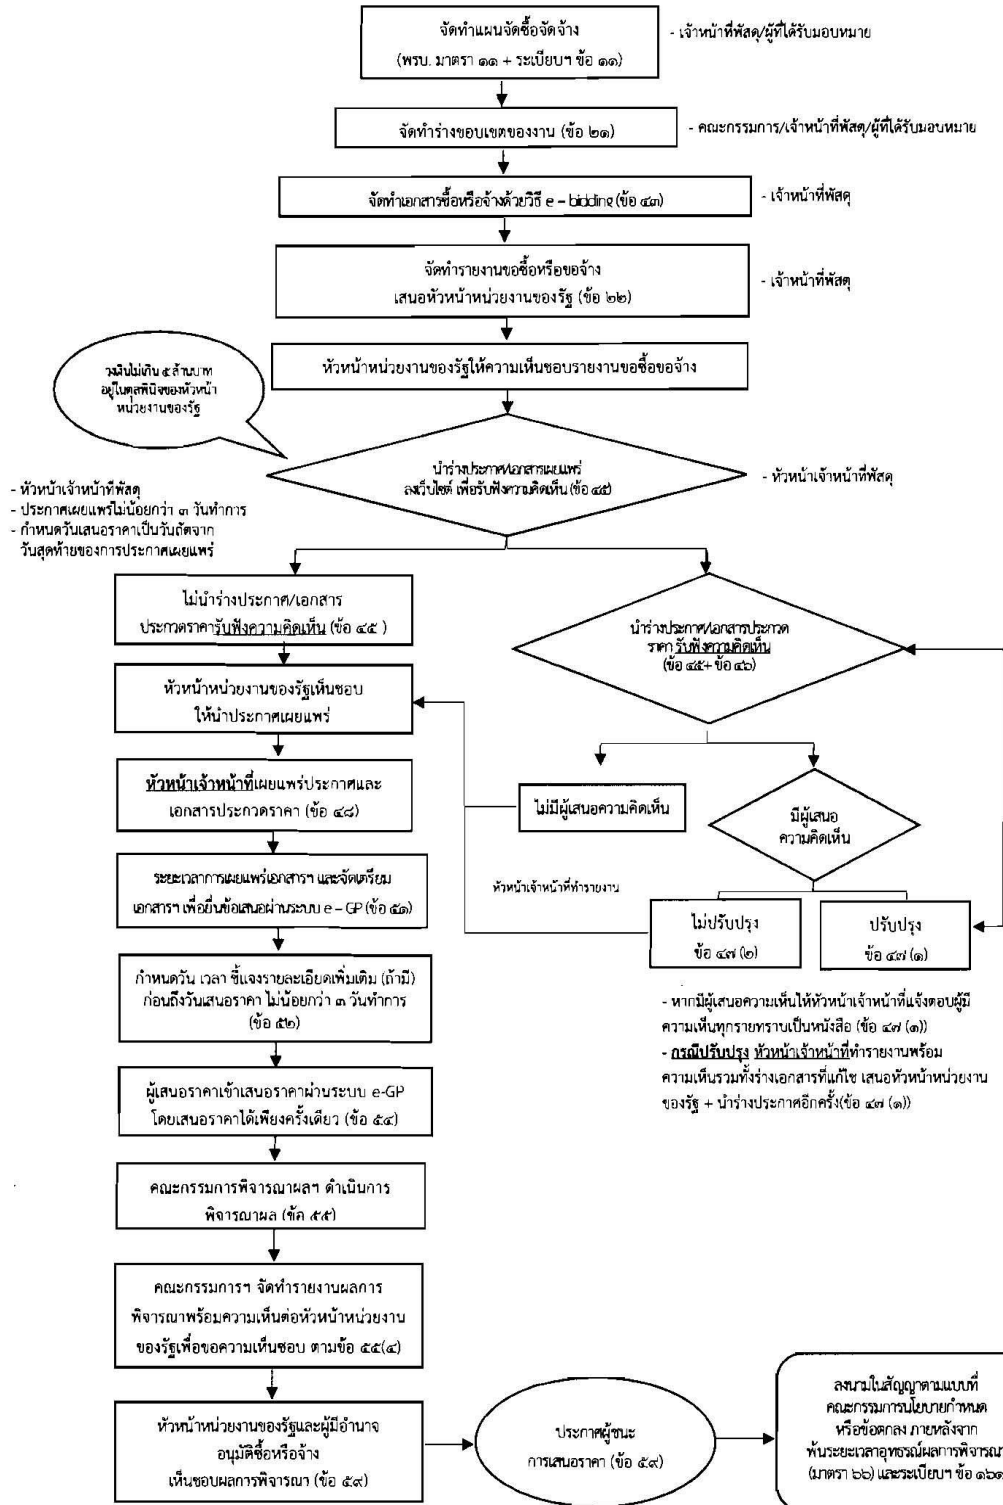 จัดทำแผนจัดซื้อจัดจ้าง
(พรบ. มาตรา ๑๑ + ระเบียบฯ ข้อ ๑๑)
- เจ้าหน้าที่พัสดุ/ผู้ที่ได้รับมอบหมาย
จัดทำร่างขอบเขตของงาน (ข้อ ๒๑)
- คณะกรรมการ/เจ้าหน้าที่พัสดุ/ผู้ที่ได้รับมอบหมาย
จัดทำเอกสารซื้อหรือจ้างด้วยวิธี e – bidding (ข้อ ๔๓)
- เจ้าหน้าที่พัสดุ
จัดทำรายงานขอซื้อหรือขอจ้าง
เสนอหัวหน้าหน่วยงานของรัฐ (ข้อ ๒๒)
- เจ้าหน้าที่พัสดุ
หัวหน้าหน่วยงานของรัฐให้ความเห็นชอบรายงานขอซื้อขอจ้าง
วงเงินไม่เกิน ๕ ล้านบาท
อยู่ในดุลพินิจของหัวหน้า
หน่วยงานของรัฐ
นำร่างประกาศ/เอกสารเผยแพร่
ลงเว็บไซต์ เพื่อรับฟังความคิดเห็น (ข้อ ๔๕)
- หัวหน้าเจ้าหน้าที่พัสดุ
- หัวหน้าเจ้าหน้าที่พัสดุ
- ประกาศเผยแพร่ไม่น้อยกว่า ๓ วันทำการ
- กำหนดวันเสนอราคาเป็นวันถัดจาก
วันสุดท้ายของการประกาศเผยแพร่
ไม่นำร่างประกาศ/เอกสาร
ประกวดราคารับฟังความคิดเห็น (ข้อ ๔๕ )
นำร่างประกาศ/เอกสารประกวด
ราคา รับฟังความคิดเห็น
(ข้อ ๔๕+ ข้อ ๔๖)
หัวหน้าหน่วยงานของรัฐเห็นชอบ
ให้นำประกาศเผยแพร่
หัวหน้าเจ้าหน้าที่เผยแพร่ประกาศและ
เอกสารประกวดราคา (ข้อ ๔๘)
ไม่มีผู้เสนอความคิดเห็น
มีผู้เสนอ
ความคิดเห็น
ระยะเวลาการเผยแพร่เอกสารฯ และจัดเตรียม
เอกสารฯ เพื่อยื่นข้อเสนอผ่านระบบ e – GP (ข้อ ๕๑)
หัวหน้าเจ้าหน้าที่ทำรายงาน
ไม่ปรับปรุง
ข้อ ๔๗ (๒)
ปรับปรุง
ข้อ ๔๗ (๑)
กำหนดวัน เวลา ชี้แจงรายละเอียดเพิ่มเติม (ถ้ามี)
ก่อนถึงวันเสนอราคา ไม่น้อยกว่า ๓ วันทำการ
(ข้อ ๕๒)
- หากมีผู้เสนอความเห็นให้หัวหน้าเจ้าหน้าที่แจ้งตอบผู้มี
ความเห็นทุกรายทราบเป็นหนังสือ (ข้อ ๔๗ (๑))
- กรณีปรับปรุง หัวหน้าเจ้าหน้าที่ทำรายงานพร้อม
ความเห็นรวมทั้งร่างเอกสารที่แก้ไข เสนอหัวหน้าหน่วยงาน
ของรัฐ + นำร่างประกาศอีกครั้ง(ข้อ ๔๗ (๑))
ผู้เสนอราคาเข้าเสนอราคาผ่านระบบ e-GP
โดยเสนอราคาได้เพียงครั้งเดียว (ข้อ ๕๔)
คณะกรรมการพิจารณาผลฯ ดำเนินการ
พิจารณาผล (ข้อ ๕๕)
คณะกรรมการฯ จัดทำรายงานผลการ
พิจารณาพร้อมความเห็นต่อหัวหน้าหน่วยงาน
ของรัฐเพื่อขอความเห็นชอบ ตามข้อ ๕๕(๔)
หัวหน้าหน่วยงานของรัฐและผู้มีอำนาจ
อนุมัติซื้อหรือจ้าง
เห็นชอบผลการพิจารณา (ข้อ ๕๙)
ประกาศผู้ชนะ
การเสนอราคา (ข้อ ๕๙)
ลงนามในสัญญาตามแบบที่
คณะกรรมการนโยบายกำหนด
หรือข้อตกลง ภายหลังจาก
พ้นระยะเวลาอุทธรณ์ผลการพิจารณา
(มาตรา ๖๖) และระเบียบฯ ข้อ ๑๖๑